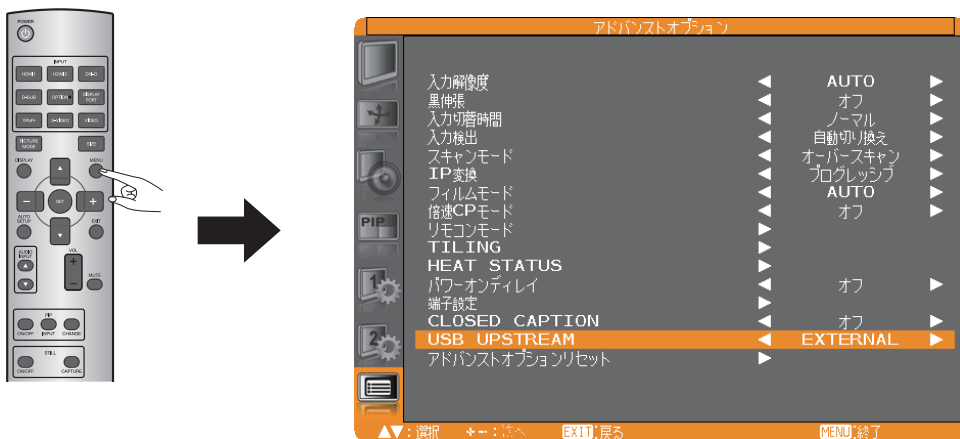 POWER
INPUT
HDMI1 HDMI2 DVI-D
D-SUB OPTION DISPLAY PORT
YPbPr S-VIDEO VIDEO
PICTURE MODE SIZE
DISPLAY MENU
SET
AUTO SETUP EXIT
AUDIO INPUT VOL
MUTE
PIP
ON/OFF INPUT CHANGE
STILL
ON/OFF CAPTURE
アドバンストオプション
入力解像度 ◀ AUTO ▶
黒伸張 ◀ オフ ▶
入力切替時間 ◀ ノーマル ▶
入力検出 ◀ 自動切り換え ▶
スキャンモード ◀ オーバースキャン ▶
IP変換 ◀ プログレッシブ ▶
フィルムモード ◀ AUTO ▶
倍速CPモード ◀ オフ ▶
リモコンモード ▶
TILING ▶
HEAT STATUS ▶
パワーオンディレイ オフ ▶
端子設定 ▶
CLOSED CAPTION ◀ オフ ▶
USB UPSTREAM ◀ EXTERNAL ▶
アドバンストオプションリセット ▶
PIP
1
2
▲▼:選択 +-:次へ EXIT:戻る MENU:終了